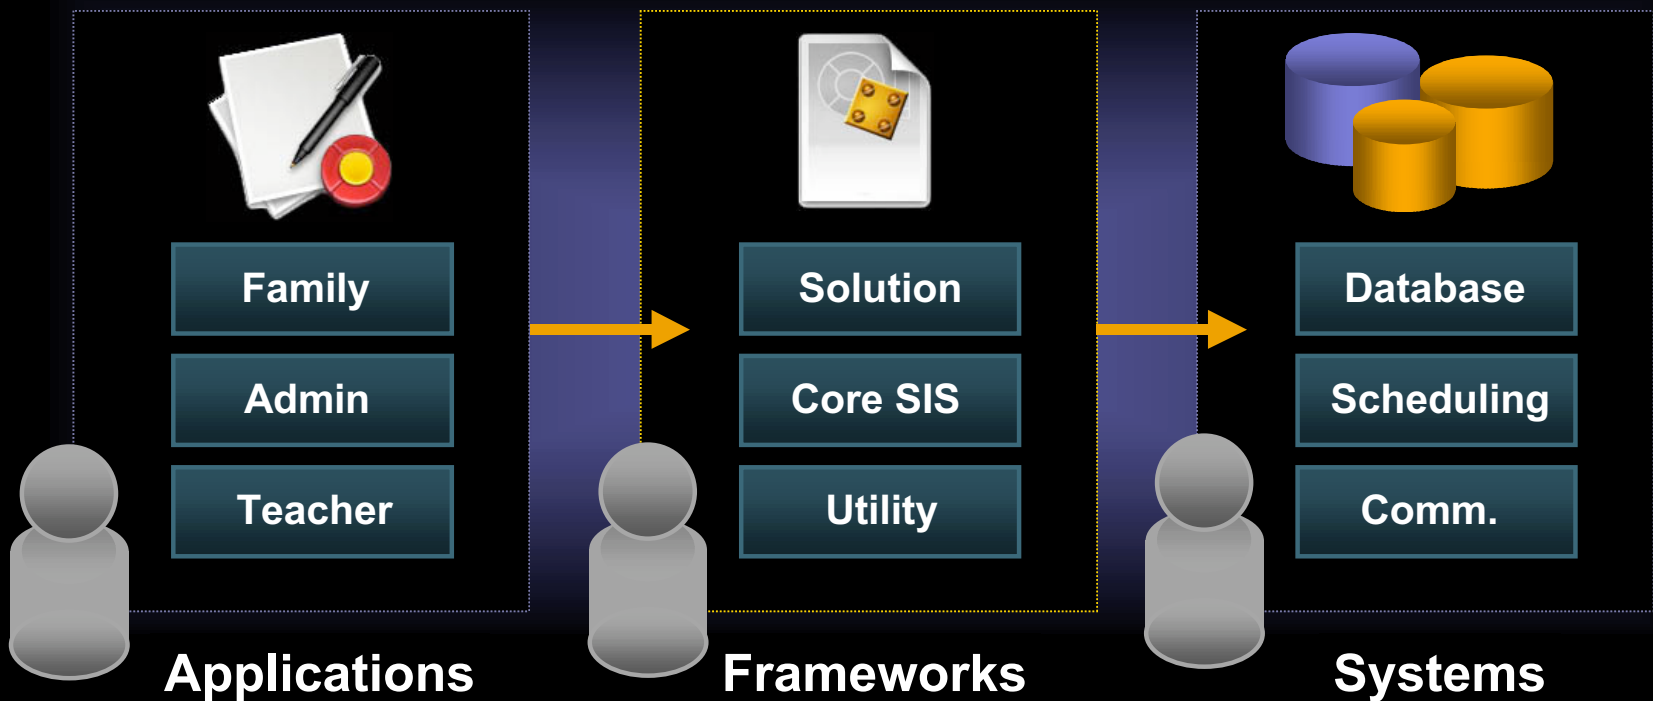 Family
Admin
Teacher
Applications
Solution
Core SIS
Utility
Frameworks
Database
Scheduling
Comm.
Systems